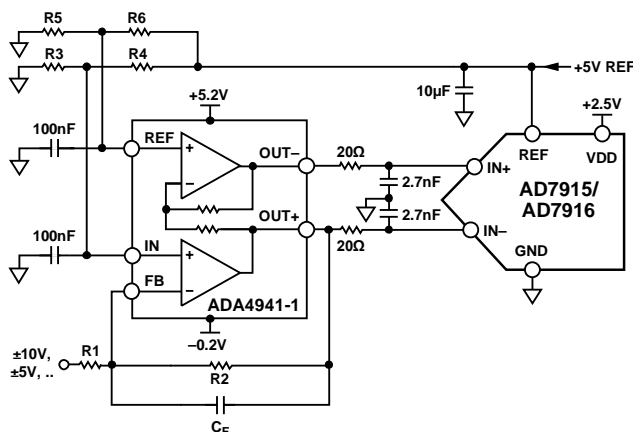 R5
R6
R3
R4
+5V REF
+5.2V
10µF
+2.5V
100nF
REF
OUT–
20Ω
REF
VDD
IN+
2.7nF
AD7915/
AD7916
OUT+
2.7nF
100nF
IN–
IN
20Ω
GND
FB
ADA4941-1
–0.2V
±10V,
±5V, ..
R1
R2
CF
+
–
+
–